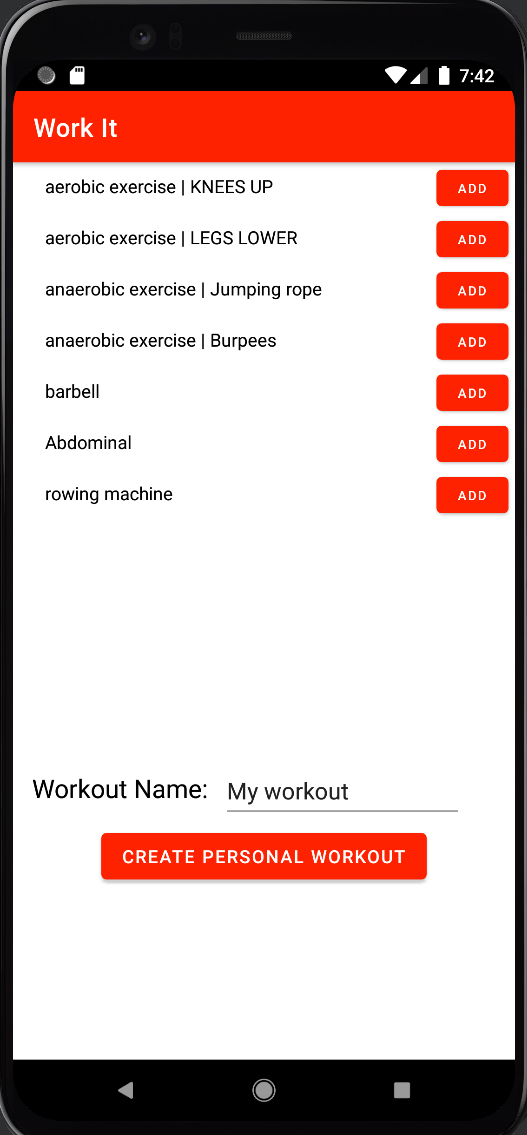 7:42
Work It
aerobic exercise | KNEES UP ADD
aerobic exercise | LEGS LOWER ADD
anaerobic exercise | Jumping rope ADD
anaerobic exercise | Burpees ADD
barbell ADD
Abdominal ADD
rowing machine ADD
Workout Name: My workout
CREATE PERSONAL WORKOUT